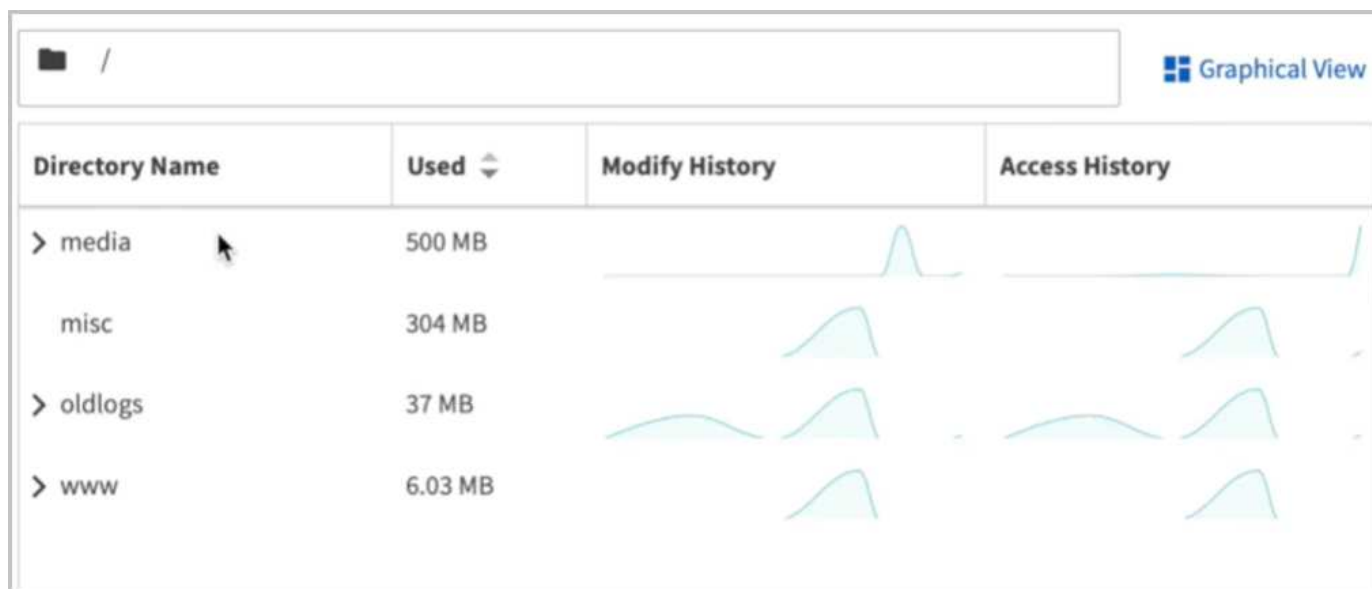 /
Graphical View
Directory Name Used Modify History Access History
media 500 MB
misc 304 MB
oldlogs 37 MB
www 6.03 MB